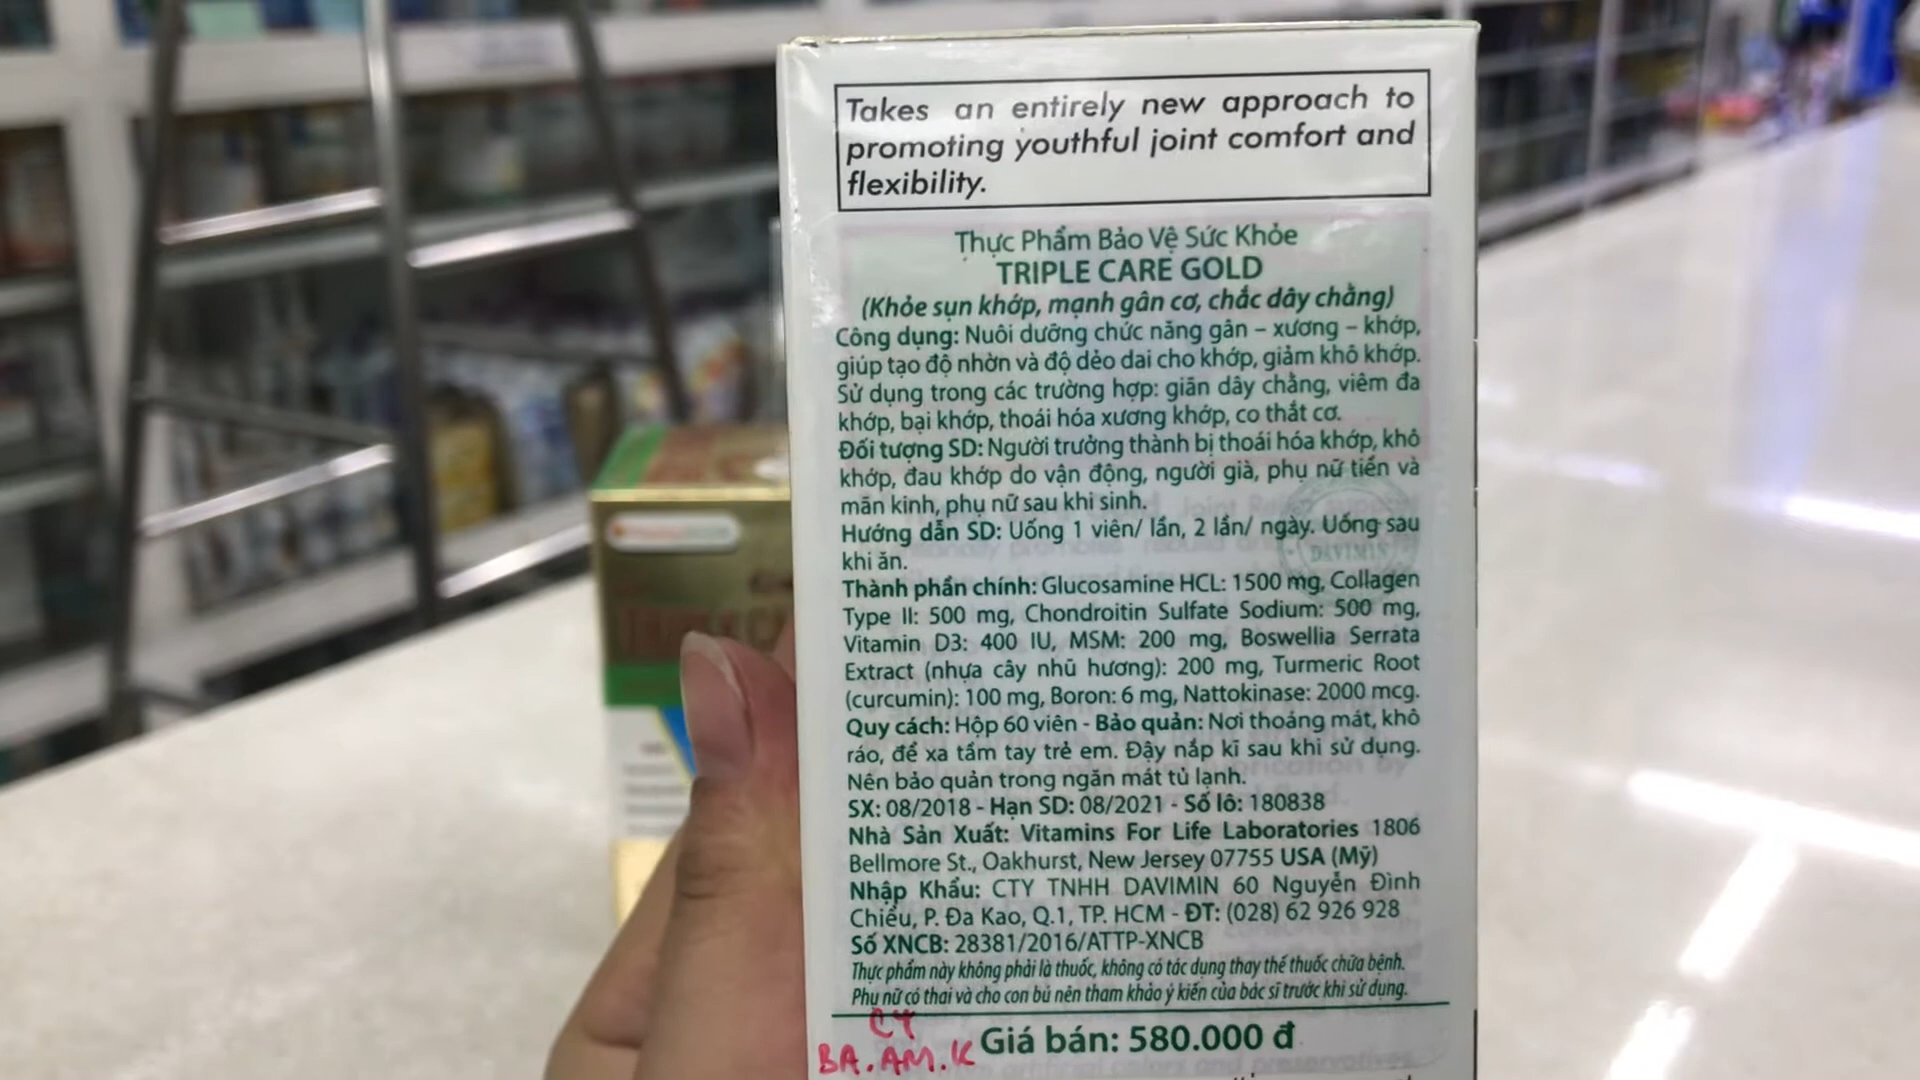 Takes an entirely new approach to
promoting youthful joint comfort and
flexibility.
Thực Phẩm Bảo Vệ Sức Khỏe
TRIPLE CARE GOLD
(Khỏe sụn khớp, mạnh gân cơ, chắc dây chằng)
Công dụng: Nuôi dưỡng chức năng gân – xương – khớp,
giúp tạo độ nhờn và độ dẻo dai cho khớp, giảm khô khớp.
Sử dụng trong các trường hợp: giãn dây chằng, viêm đa
khớp, bại khớp, thoái hóa xương khớp, co thắt cơ.
Đối tượng SD: Người trưởng thành bị thoái hóa khớp, khô
khớp, đau khớp do vận động, người già, phụ nữ tiền và
mãn kinh, phụ nữ sau khi sinh.
Hướng dẫn SD: Uống 1 viên/ lần, 2 lần/ ngày. Uống sau
khi ăn.
DAVIMIN
Thành phần chính: Glucosamine HCL: 1500 mg, Collagen
Type II: 500 mg, Chondroitin Sulfate Sodium: 500 mg,
Vitamin D3: 400 IU, MSM: 200 mg, Boswellia Serrata
Extract (nhựa cây nhũ hương): 200 mg, Turmeric Root
(curcumin): 100 mg, Boron: 6 mg, Nattokinase: 2000 mcg.
Quy cách: Hộp 60 viên - Bảo quản: Nơi thoáng mát, khô
ráo, để xa tầm tay trẻ em. Đậy nắp kĩ sau khi sử dụng.
Nên bảo quản trong ngăn mát tủ lạnh.
SX: 08/2018 - Hạn SD: 08/2021 - Số lô: 180838
Nhà Sản Xuất: Vitamins For Life Laboratories 1806
Bellmore St., Oakhurst, New Jersey 07755 USA (Mỹ)
Nhập Khẩu: CTY TNHH DAVIMIN 60 Nguyễn Đình
Chiểu, P. Đa Kao, Q.1, TP. HCM - ĐT: (028) 62 926 928
Số XNCB: 28381/2016/ATTP-XNCB
Thực phẩm này không phải là thuốc, không có tác dụng thay thế thuốc chữa bệnh.
Phụ nữ có thai và cho con bú nên tham khảo ý kiến của bác sĩ trước khi sử dụng.
CY
BA.AM.K
Giá bán: 580.000 đ